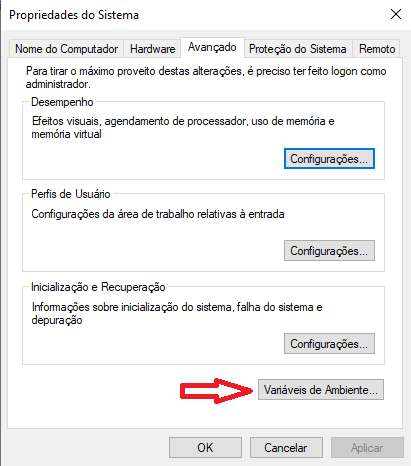 Propriedades do Sistema
Nome do Computador Hardware Avançado Proteção do Sistema Remoto
Para tirar o máximo proveito destas alterações, é preciso ter feito logon como
administrador.
Desempenho
Efeitos visuais, agendamento de processador, uso de memória e
memória virtual
Configurações...
Perfis de Usuário
Configurações da área de trabalho relativas à entrada
Configurações...
Inicialização e Recuperação
Informações sobre inicialização do sistema, falha do sistema e
depuração
Configurações...
Variáveis de Ambiente...
OK Cancelar Aplicar